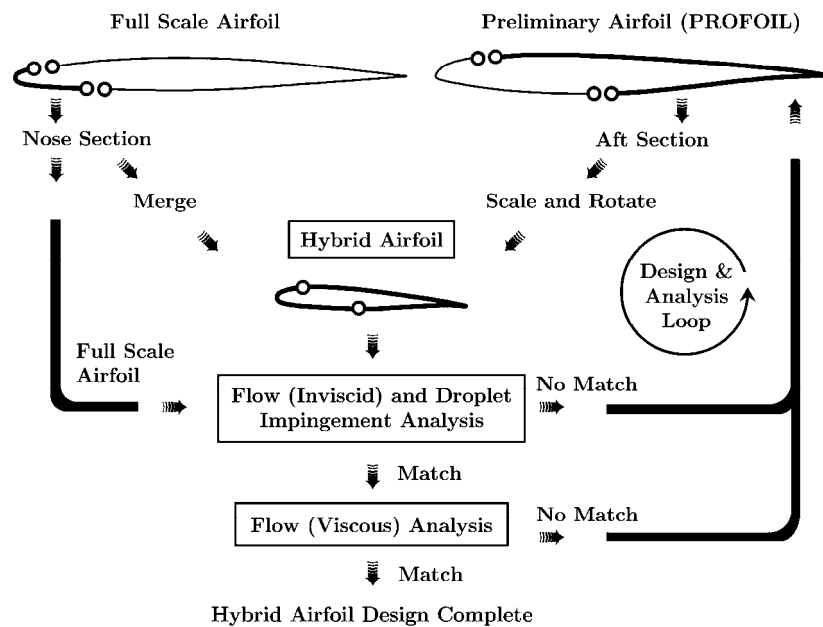 Full Scale Airfoil
Preliminary Airfoil (PROFOIL)
Nose Section
Aft Section
Merge
Scale and Rotate
Hybrid Airfoil
Design &
Analysis
Loop
Full Scale
Airfoil
Flow (Inviscid) and Droplet
Impingement Analysis
No Match
Match
Flow (Viscous) Analysis
No Match
Match
Hybrid Airfoil Design Complete